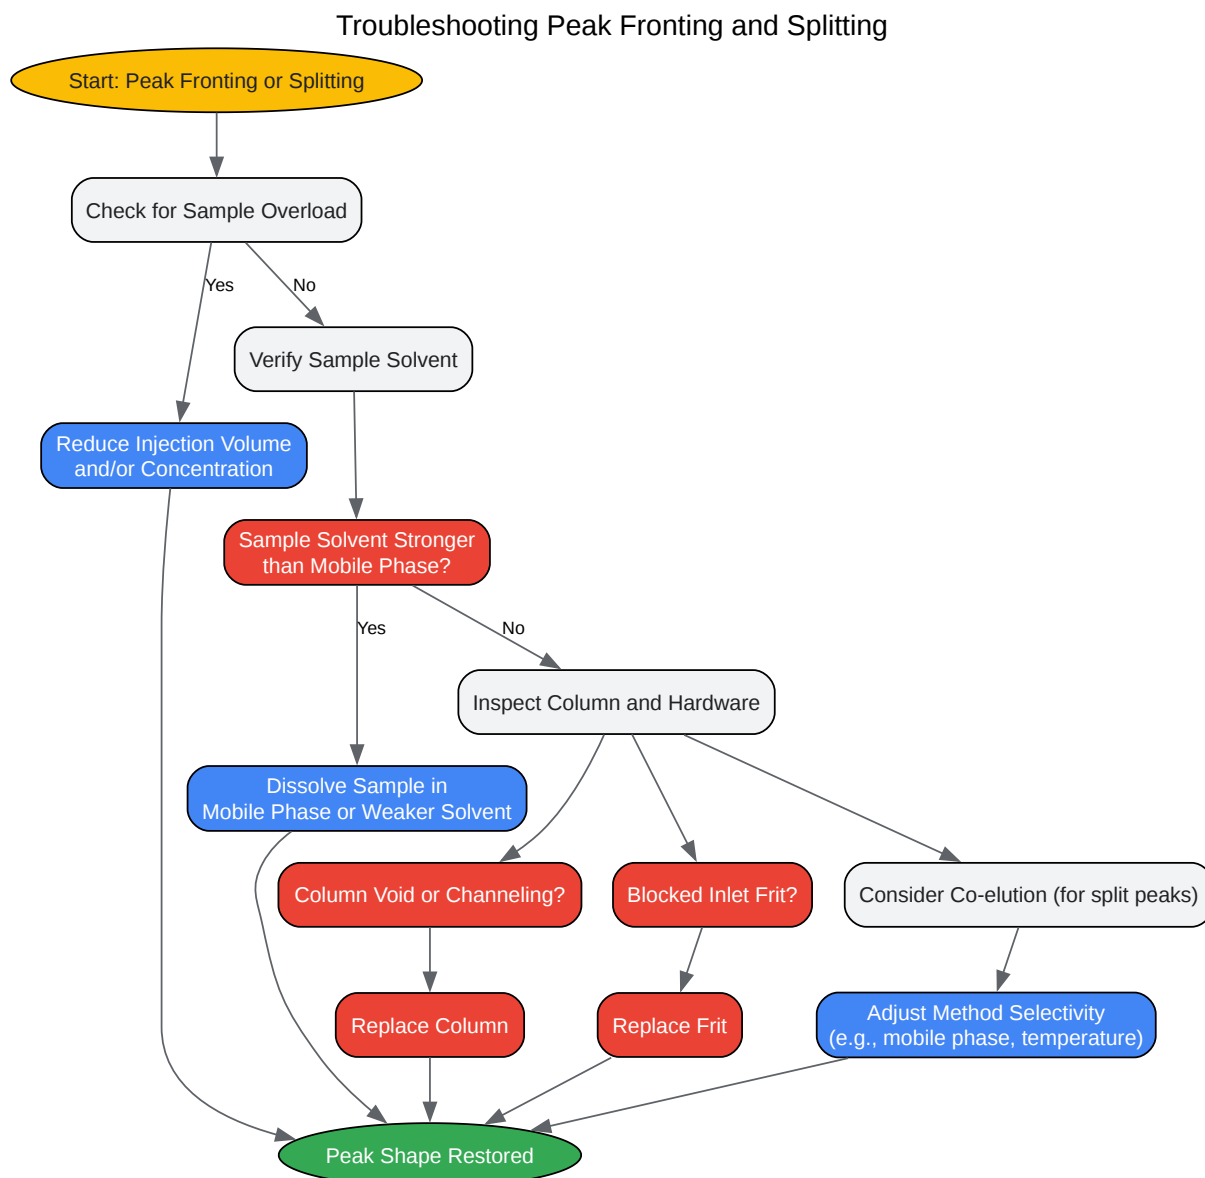 Troubleshooting Peak Fronting and Splitting
Start: Peak Fronting or Splitting
Check for Sample Overload
Yes
No
Verify Sample Solvent
Reduce Injection Volume
and/or Concentration
Sample Solvent Stronger
than Mobile Phase?
Yes
No
Inspect Column and Hardware
Dissolve Sample in
Mobile Phase or Weaker Solvent
Column Void or Channeling?
Blocked Inlet Frit?
Consider Co-elution (for split peaks)
Replace Column
Replace Frit
Adjust Method Selectivity
(e.g., mobile phase, temperature)
Peak Shape Restored